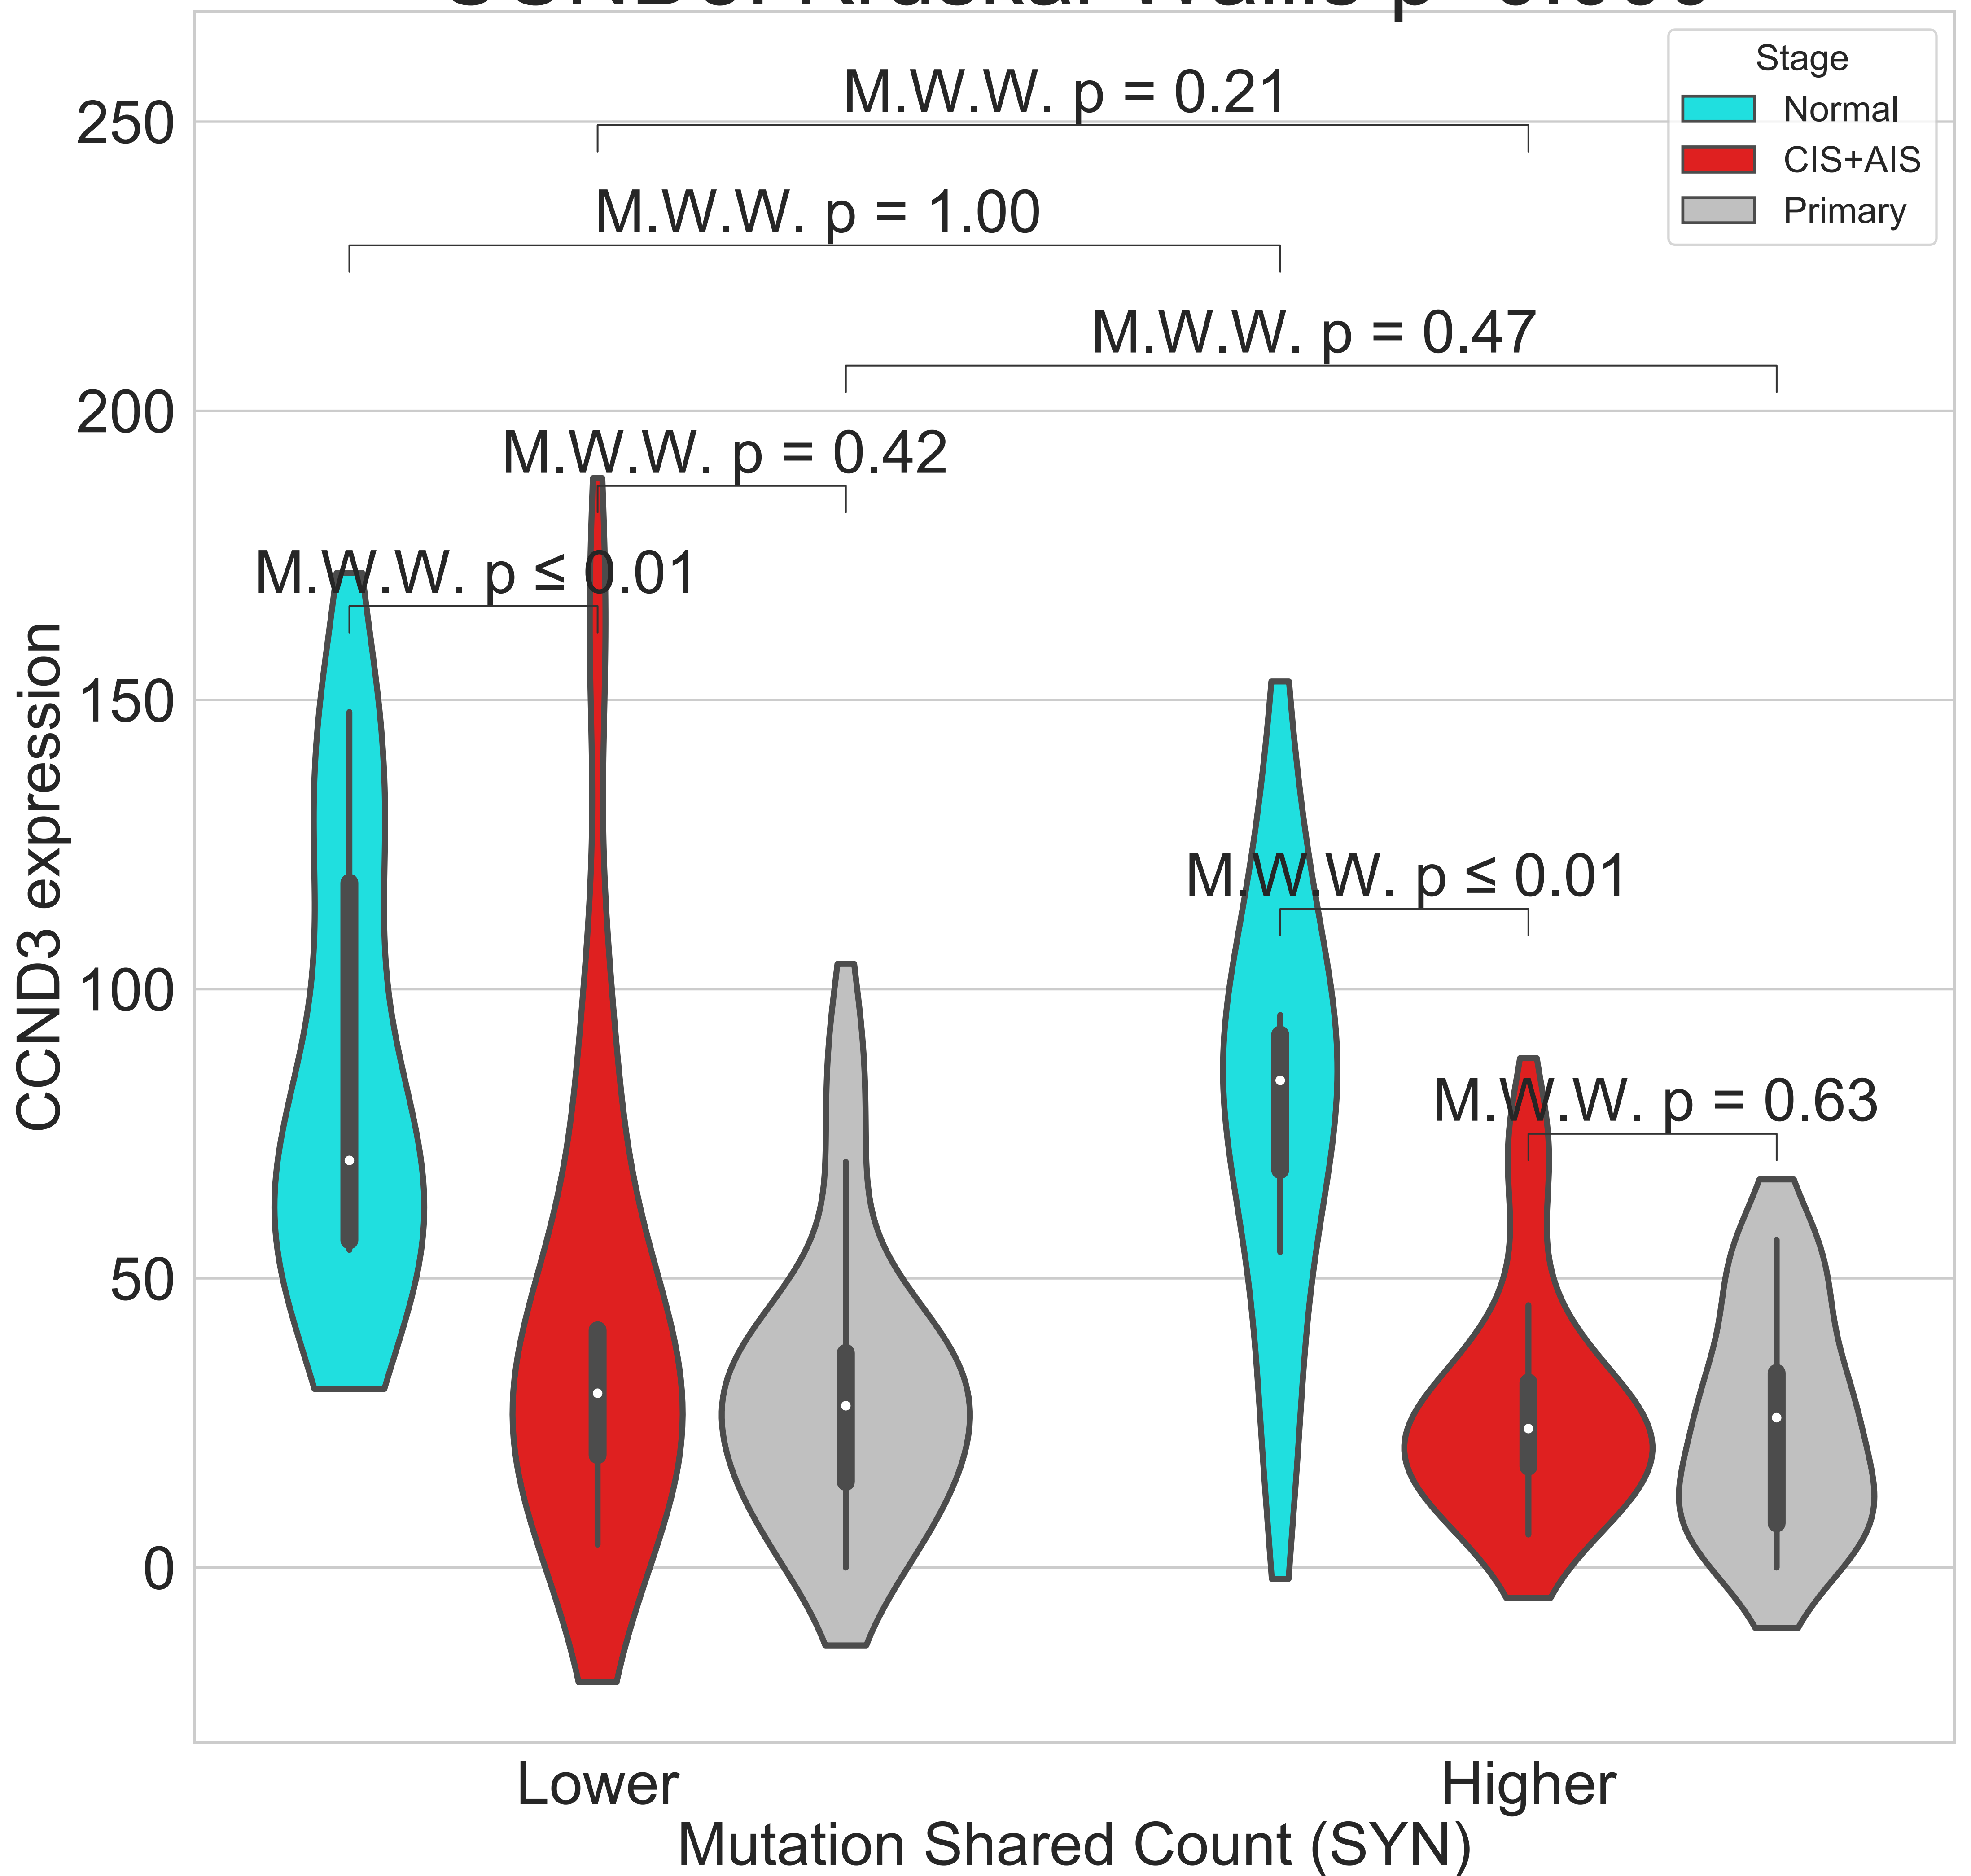 Stage
Normal
CIS+AIS
Primary
M.W.W. p = 0.21
M.W.W. p = 1.00
M.W.W. p = 0.47
M.W.W. p = 0.42
M.W.W. p ≤ 0.01
M.W.W. p ≤ 0.01
M.W.W. p = 0.63
250
200
150
100
50
0
CCND3 expression
Lower
Higher
Mutation Shared Count (SYN)